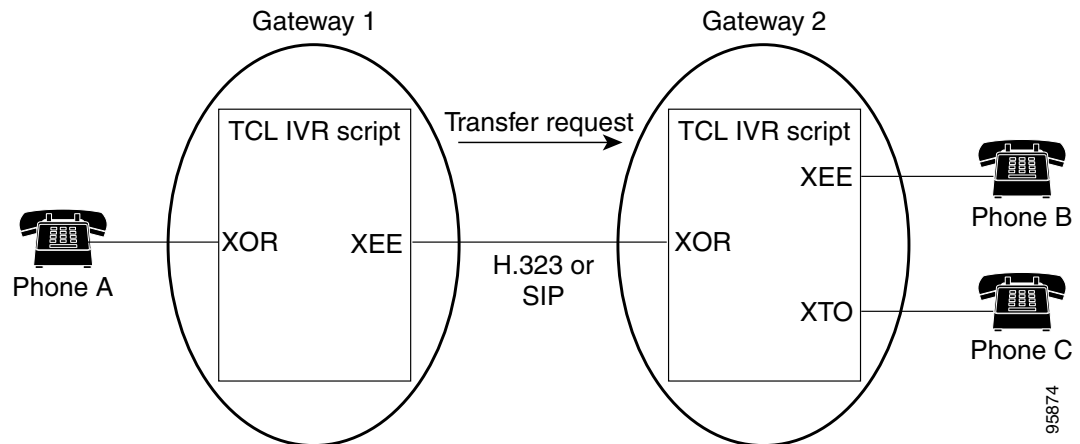 Gateway 1
Gateway 2
TCL IVR script
Transfer request
TCL IVR script
XEE
Phone B
XOR
XEE
XOR
Phone A
H.323 or
SIP
XTO
Phone C
95874